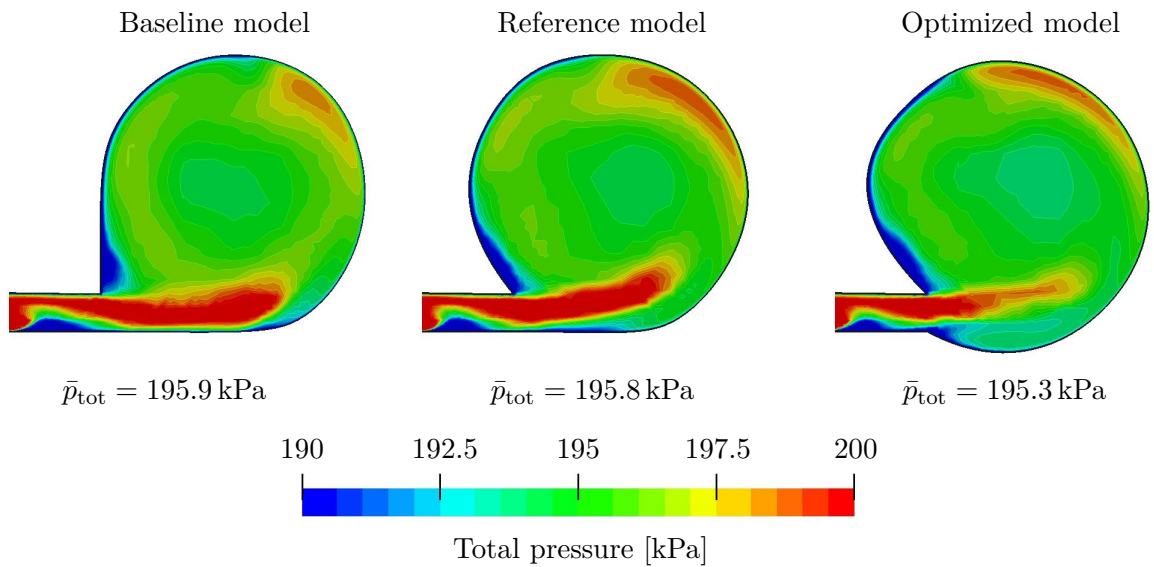 Baseline model Reference model Optimized model
p̄tot = 195.9 kPa p̄tot = 195.8 kPa p̄tot = 195.3 kPa
190 192.5 195 197.5 200
Total pressure [kPa]